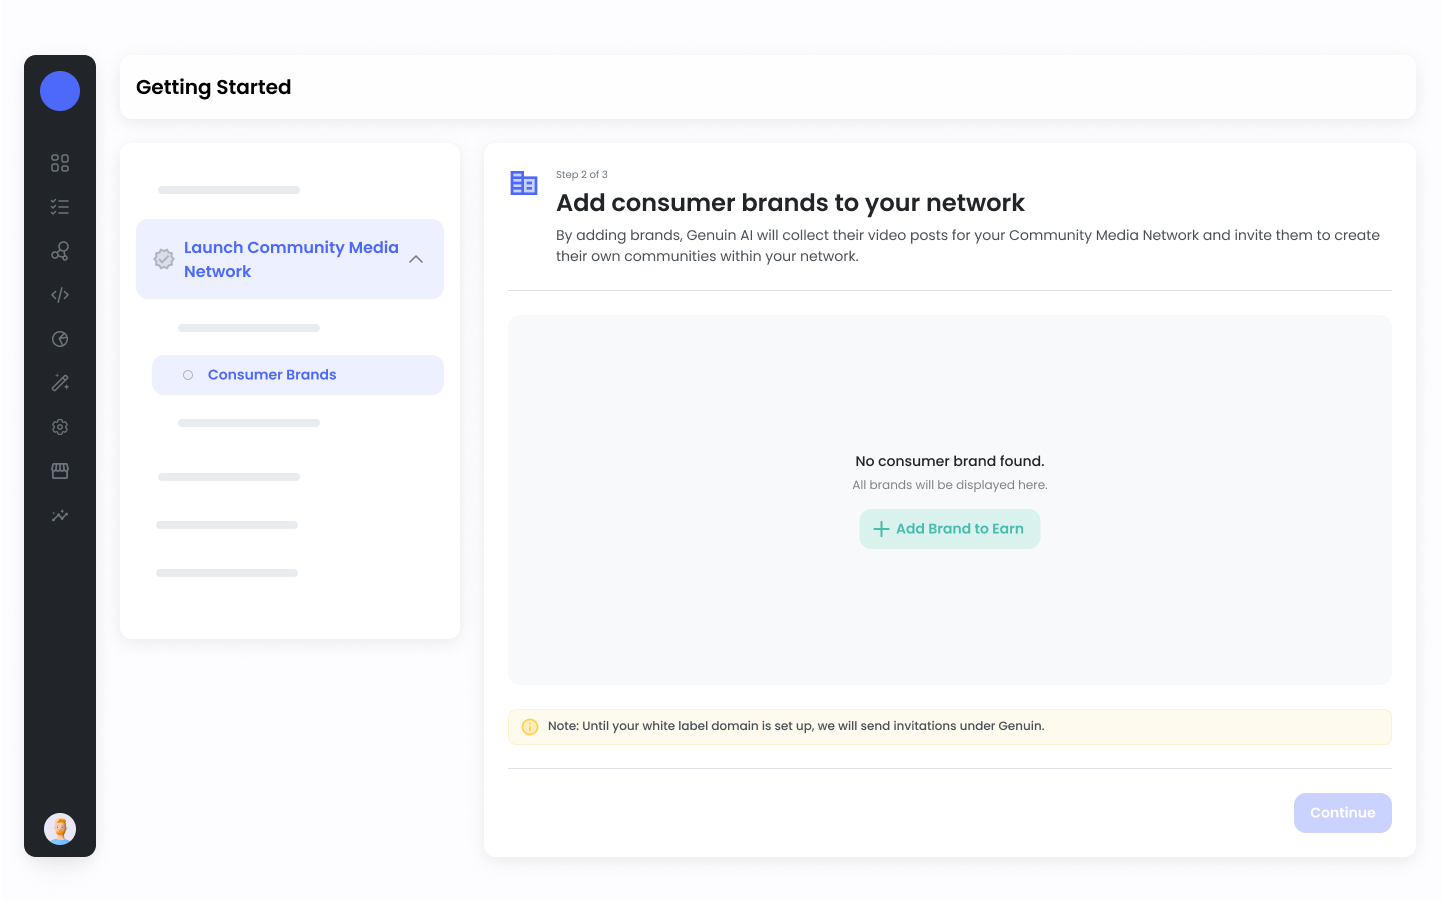 Getting Started
Launch Community Media
Network
Consumer Brands
Step 2 of 3
Add consumer brands to your network
By adding brands, Genuin AI will collect their video posts for your Community Media Network and invite them to create
their own communities within your network.
No consumer brand found.
All brands will be displayed here.
Add Brand to Earn
Note: Until your white label domain is set up, we will send invitations under Genuin.
Continue